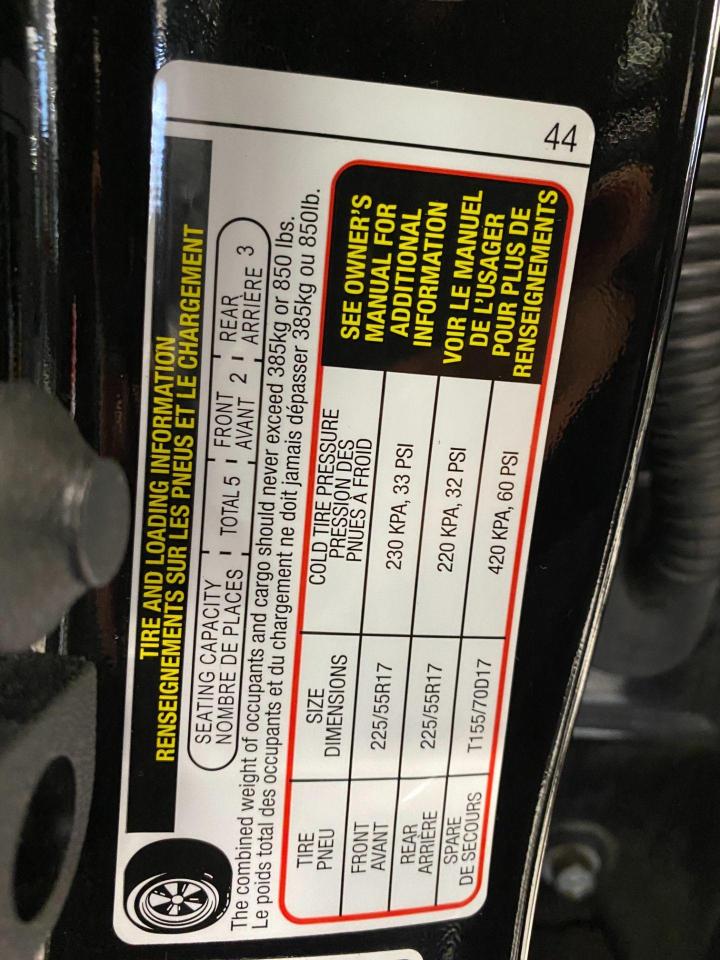 TIRE AND LOADING INFORMATION
RENSEIGNEMENTS SUR LES PNEUS ET LE CHARGEMENT
SEATING CAPACITY
NOMBRE DE PLACES
TOTAL 5
FRONT
AVANT 2
REAR
ARRIÈRE 3
The combined weight of occupants and cargo should never exceed 385kg or 850 lbs.
Le poids total des occupants et du chargement ne doit jamais dépasser 385kg ou 850lb.
TIRE
PNEU
SIZE
DIMENSIONS
COLD TIRE PRESSURE
PRESSION DES
PNUES À FROID
FRONT
AVANT
225/55R17
230 KPA, 33 PSI
REAR
ARRIÈRE
225/55R17
220 KPA, 32 PSI
SPARE
DE SECOURS
T155/70D17
420 KPA, 60 PSI
SEE OWNER'S
MANUAL FOR
ADDITIONAL
INFORMATION
VOIR LE MANUEL
DE L'USAGER
POUR PLUS DE
RENSEIGNEMENTS
44